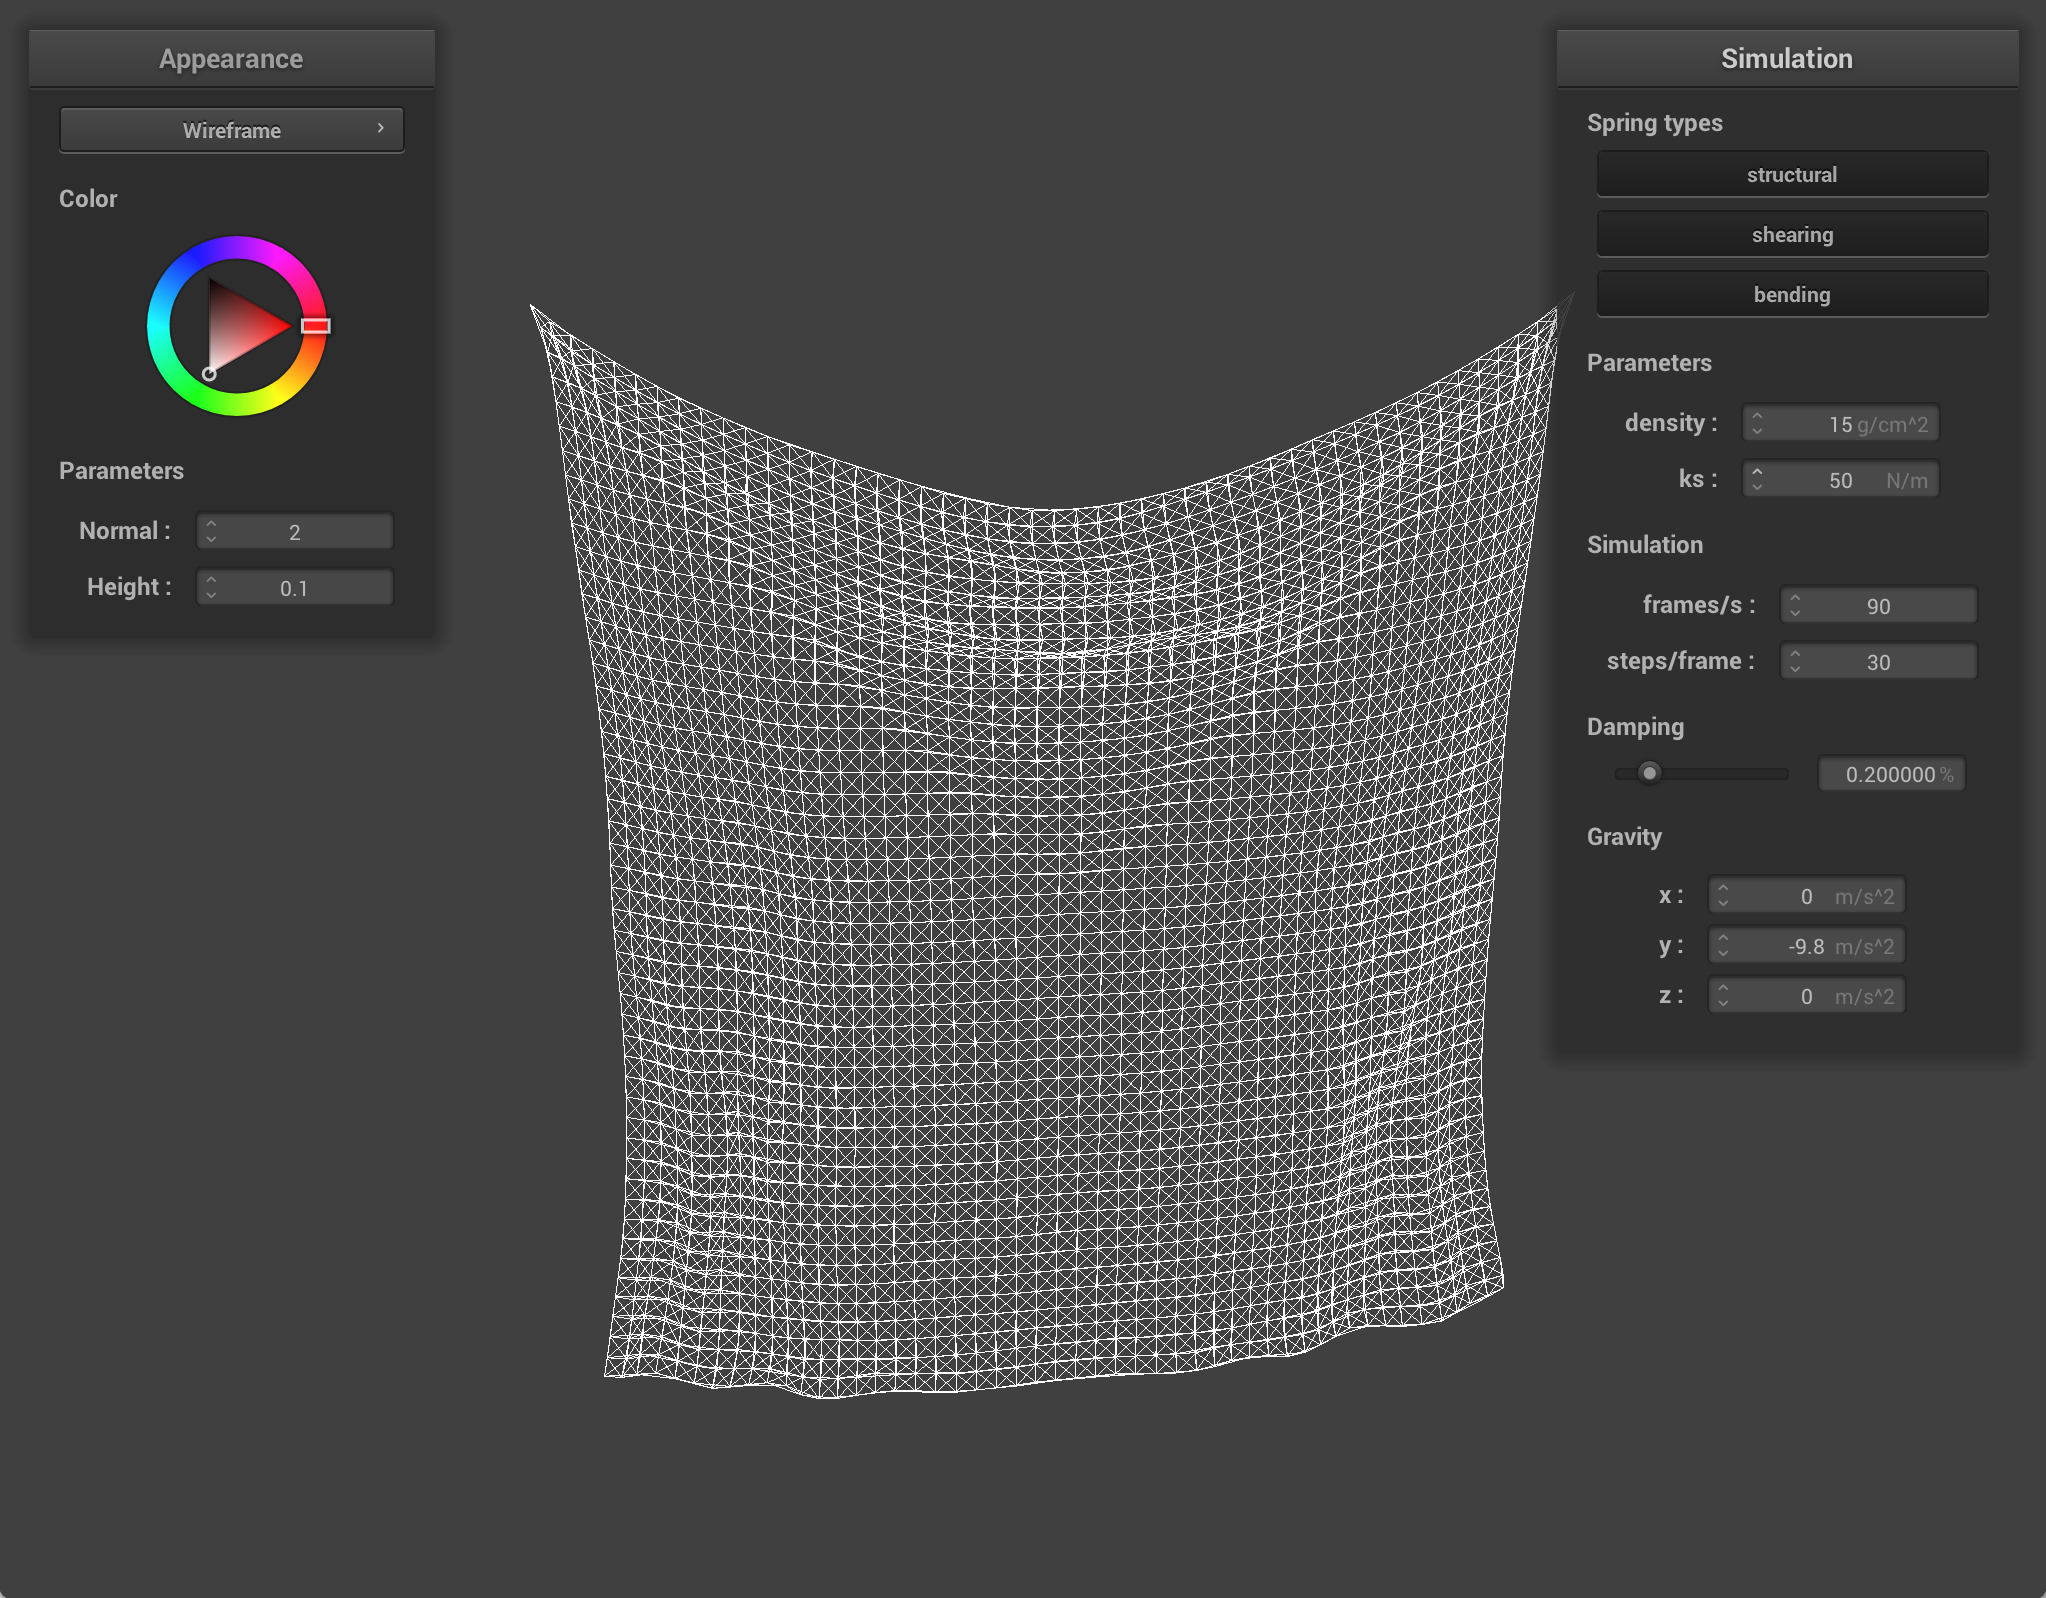 Appearance
Wireframe
Color
Parameters
Normal : 2
Height : 0.1
Simulation
Spring types
structural
shearing
bending
Parameters
density : 15 g/cm^2
ks : 50 N/m
Simulation
frames/s : 90
steps/frame : 30
Damping
0.200000 %
Gravity
x : 0 m/s^2
y : -9.8 m/s^2
z : 0 m/s^2